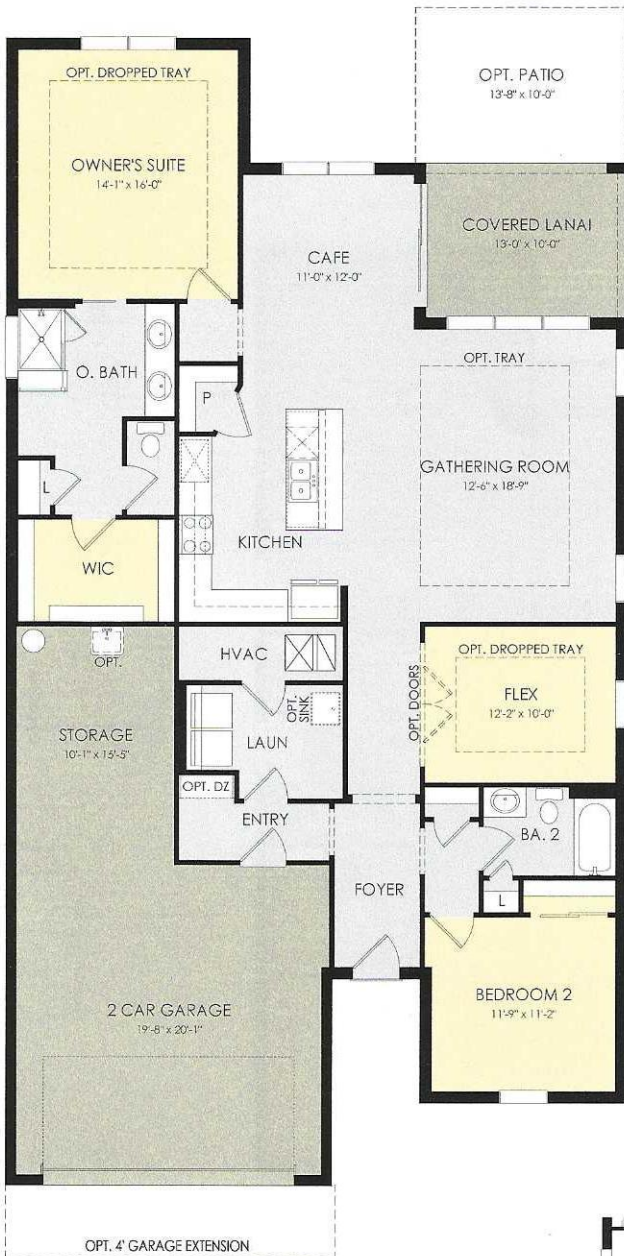 OPT. PATIO
13'-8" x 10'-0"
OPT. DROPPED TRAY
OWNER'S SUITE
14'-1" x 16'-0"
COVERED LANAI
13'-0" x 10'-0"
CAFE
11'-0" x 12'-0"
OPT. TRAY
O. BATH
P
GATHERING ROOM
12'-6" x 18'-9"
L
KITCHEN
WIC
OPT.
HVAC
OPT. DROPPED TRAY
FLEX
12'-2" x 10'-0"
OPT. DOORS
OPT. SINK
LAUN
STORAGE
10'-1" x 15'-5"
OPT. DZ
ENTRY
BA. 2
FOYER
L
BEDROOM 2
11'-9" x 11'-2"
2 CAR GARAGE
19'-8" x 20'-1"
OPT. 4' GARAGE EXTENSION